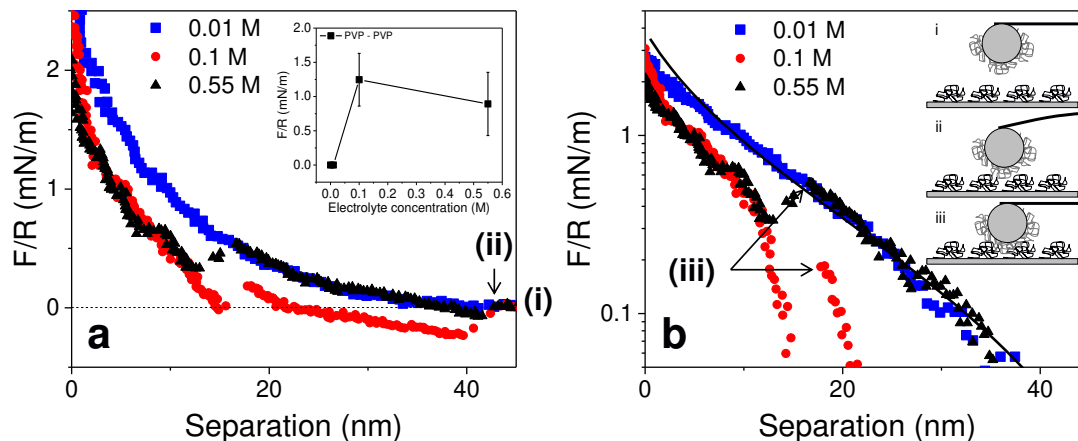 0.01 M
0.1 M
0.55 M
PVP - PVP
F/R (mN/m)
2.0
1.5
1.0
0.5
0.0
0.0 0.1 0.2 0.3 0.4 0.5 0.6
Electrolyte concentration (M)
F/R (mN/m)
2
1
0
(ii)
(i)
a
0 20 40
Separation (nm)
0.01 M
0.1 M
0.55 M
i
ii
iii
F/R (mN/m)
1
0.1
(iii)
b
0 20 40
Separation (nm)